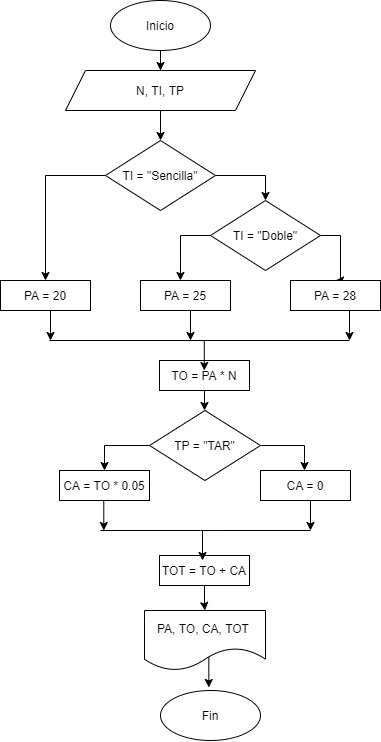 Inicio
N, TI, TP
TI = "Sencilla"
TI = "Doble"
PA = 20
PA = 25
PA = 28
TO = PA * N
TP = "TAR"
CA = TO * 0.05
CA = 0
TOT = TO + CA
PA, TO, CA, TOT
Fin